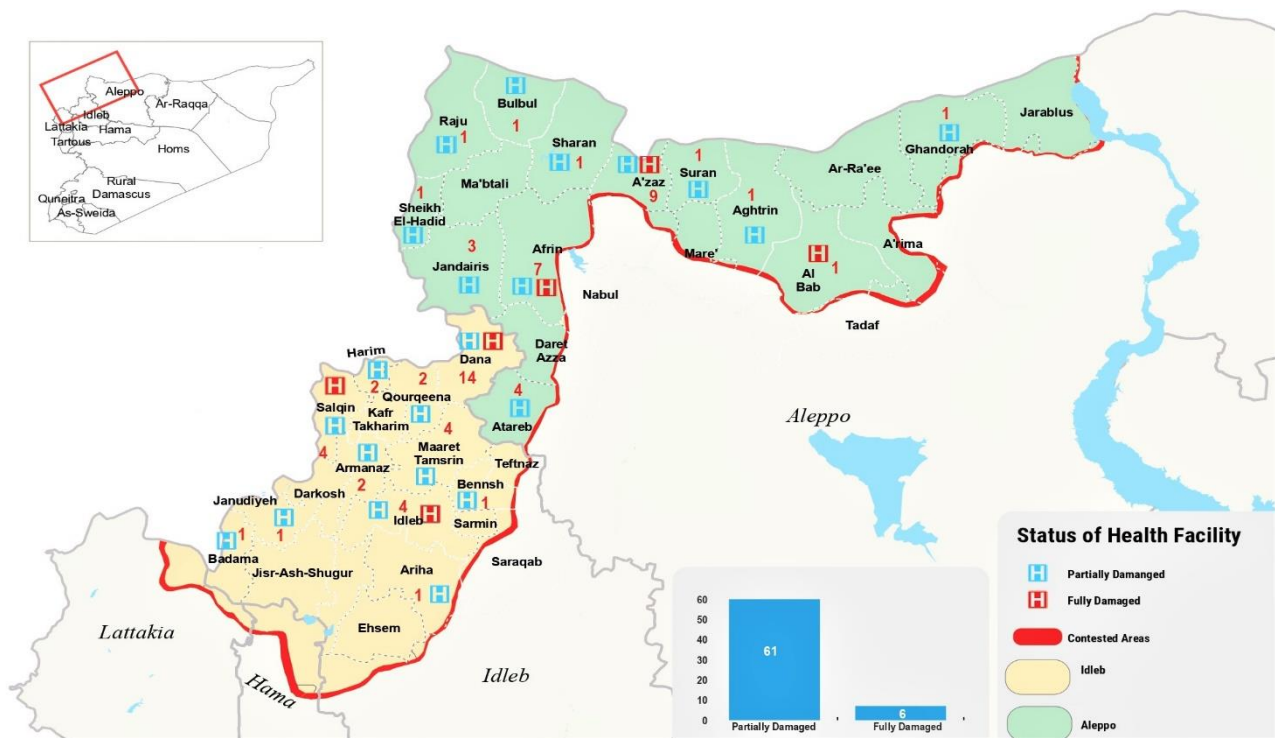 Aleppo
Ar-Raqqa
Idleb
Lattakia
Hama
Tartous
Homs
Rural
Damascus
Quneitra
As-Sweida
Bulbul
1
Raju
1
Sharan
1
Ma'btali
1
Sheikh
El-Hadid
3
Jandairis
Afrin
7
A'zaz
9
1
Suran
1
Aghtrin
Mare'
Al
Bab
1
Ar-Ra'ee
A'rima
1
Ghandorah
Jarablus
Nabul
Tadaf
Daret
Azza
4
Atareb
Aleppo
Dana
14
Harim
2
2
Qourqeena
Salqin
Kafr
Takharim
4
4
Maaret
Tamsrin
Teftnaz
Armanaz
2
Darkosh
Bennsh
1
Janudiyeh
4
Idleb
Sarmin
1
1
Badama
Jisr-Ash-Shugur
Ariha
1
Saraqab
Ehsem
Lattakia
Hama
Idleb
60
50
40
30
20
10
0
61
6
Partially Damaged
,
Fully Damaged
,
Status of Health Facility
H Partially Damanged
H Fully Damaged
Contested Areas
Idleb
Aleppo